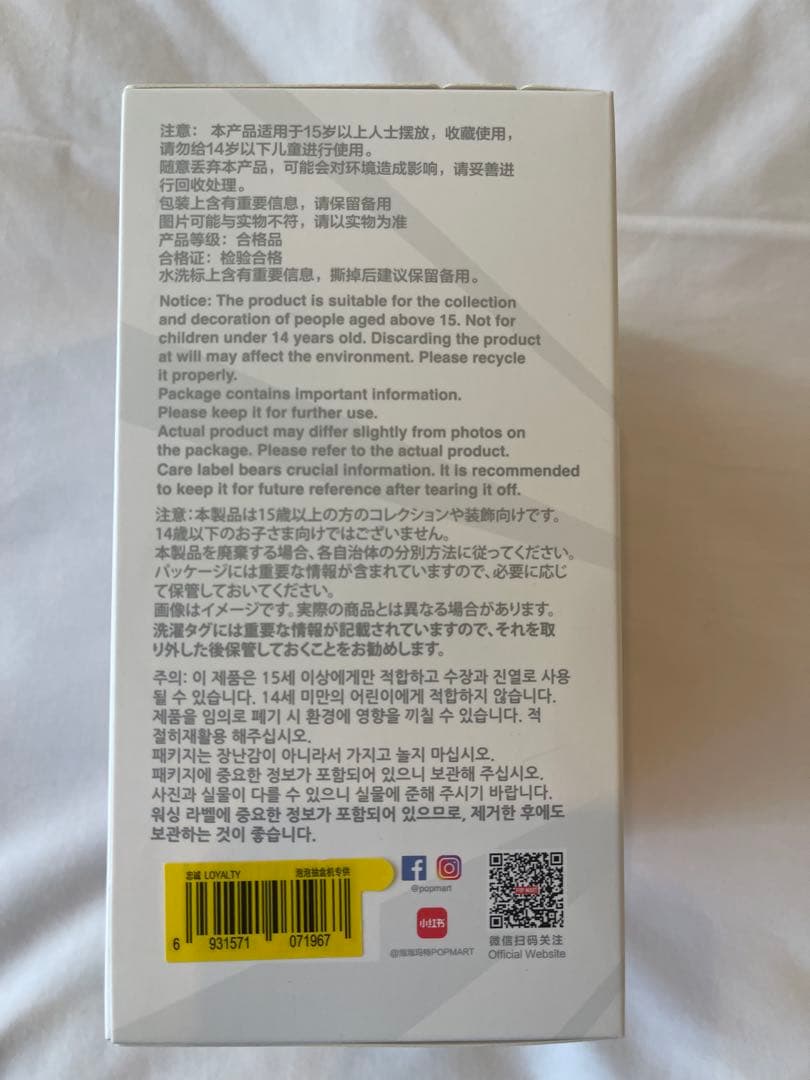 注意： 本产品适用于15岁以上人士摆放，收藏使用，
请勿给14岁以下儿童进行使用。
随意丢弃本产品，可能会对环境造成影响，请妥善进
行回收处理。
包装上含有重要信息，请保留备用
图片可能与实物不符，请以实物为准
产品等级：合格品
合格证：检验合格
水洗标上含有重要信息，撕掉后建议保留备用。
Notice: The product is suitable for the collection
and decoration of people aged above 15. Not for
children under 14 years old. Discarding the product
at will may affect the environment. Please recycle
it properly.
Package contains important information.
Please keep it for further use.
Actual product may differ slightly from photos on
the package. Please refer to the actual product.
Care label bears crucial information. It is recommended
to keep it for future reference after tearing it off.
注意：本製品は15歳以上の方のコレクションや装飾向けです。
14歳以下のお子さま向けではございません。
本製品を廃棄する場合、各自治体の分別方法に従ってください。
パッケージには重要な情報が含まれていますので、必要に応じ
て保管しておいてください。
画像はイメージです。実際の商品とは異なる場合があります。
洗濯タグには重要な情報が記載されていますので、それを取
り外した後保管しておくことをお勧めします。
주의: 이 제품은 15세 이상에게만 적합하고 수장과 진열로 사용
될 수 있습니다. 14세 미만의 어린이에게 적합하지 않습니다.
제품을 임의로 폐기 시 환경에 영향을 끼칠 수 있습니다. 적
절히재활용 해주십시오.
패키지는 장난감이 아니라서 가지고 놀지 마십시오.
패키지에 중요한 정보가 포함되어 있으니 보관해 주십시오.
사진과 실물이 다를 수 있으니 실물에 준해 주시기 바랍니다.
워싱 라벨에 중요한 정보가 포함되어 있으므로, 제거한 후에도
보관하는 것이 좋습니다.
忠诚 LOYALTY 泡泡抽盒机专供
6 931571 071967
@popmart
小红书
@泡泡玛特POPMART
POP MART
微信扫码关注
Official Website